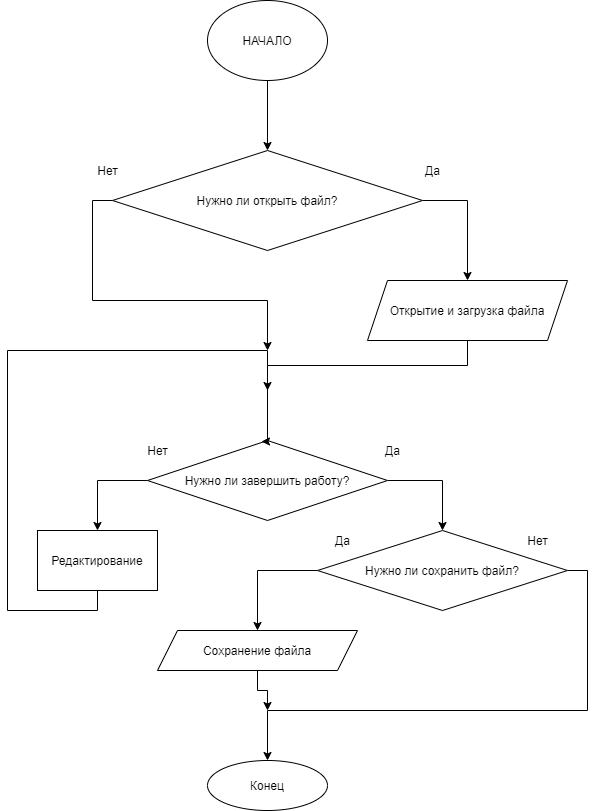 НАЧАЛО
Нет
Да
Нужно ли открыть файл?
Открытие и загрузка файла
Нет
Да
Нужно ли завершить работу?
Редактирование
Да
Нет
Нужно ли сохранить файл?
Сохранение файла
Конец